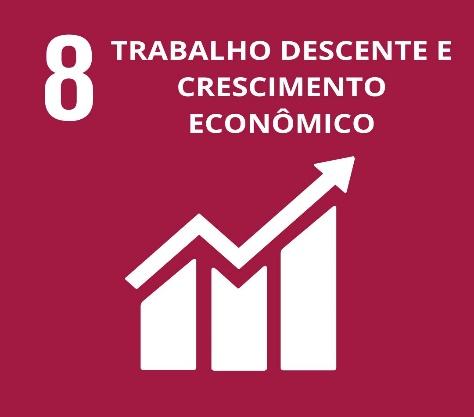 8
TRABALHO DESCENTE E
CRESCIMENTO
ECONÔMICO